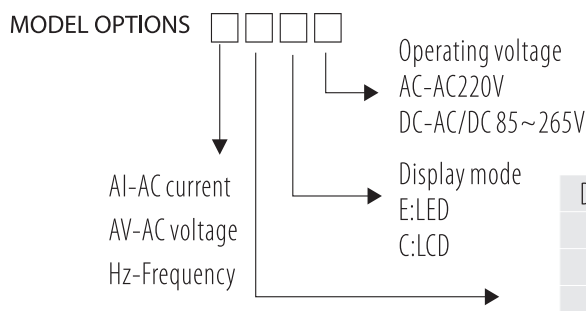 MODEL OPTIONS
Operating voltage
AC-AC220V
DC-AC/DC 85~265V
AI-AC current
AV-AC voltage
Hz-Frequency
Display mode
E:LED
C:LCD